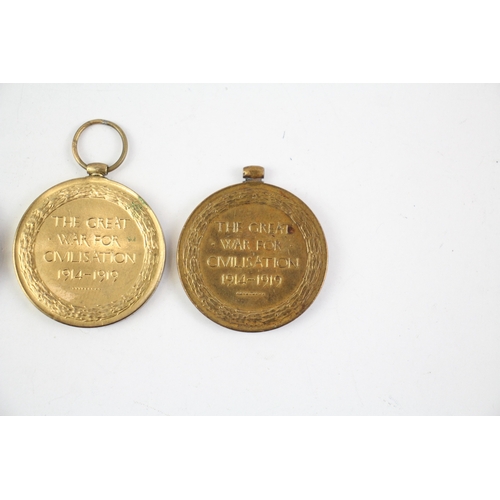 THE GREAT
WAR FOR
CIVILISATION
1914-1919
THE GREAT
WAR FOR
CIVILISATION
1914-1919